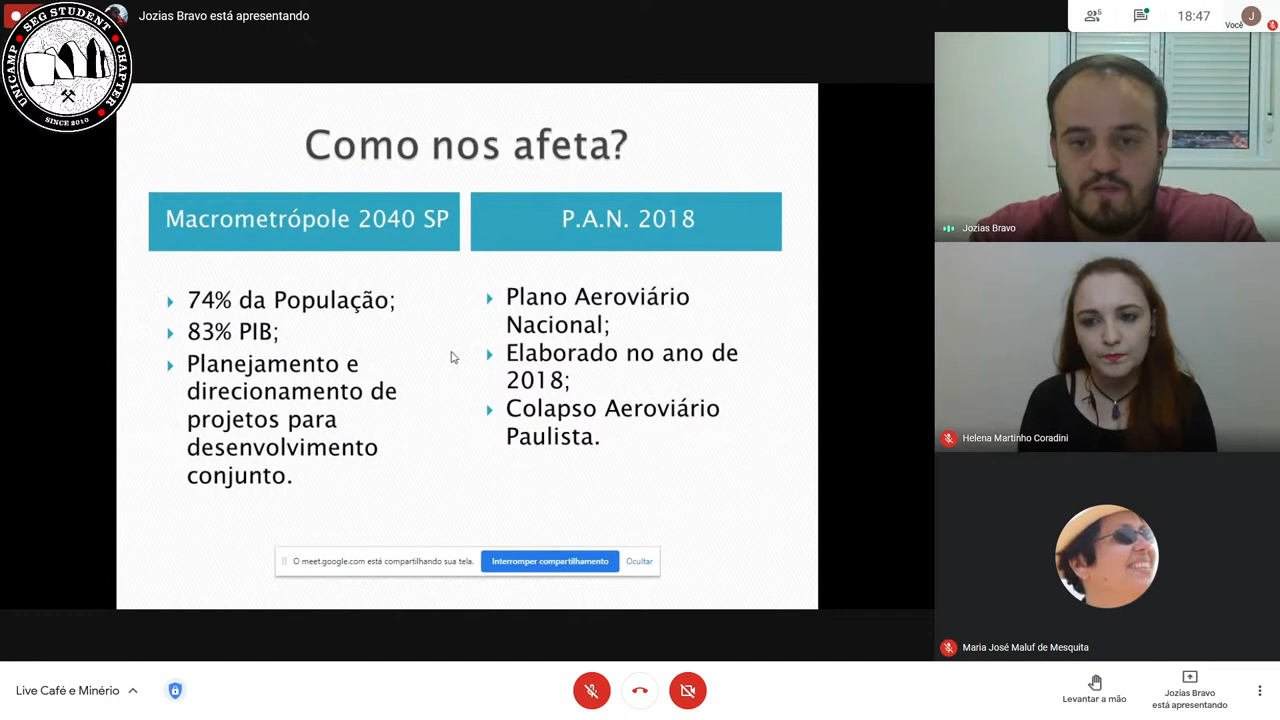 Jozias Bravo está apresentando
5
18:47
J
Você
UNICAMP SEG STUDENT CHAPTER
SINCE 2010
Como nos afeta?
Macrometrópole 2040 SP
74% da População;
83% PIB;
Planejamento e
direcionamento de
projetos para
desenvolvimento
conjunto.
P.A.N. 2018
Plano Aeroviário
Nacional;
Elaborado no ano de
2018;
Colapso Aeroviário
Paulista.
O meet.google.com está compartilhando sua tela.
Interromper compartilhamento
Ocultar
Jozias Bravo
Helena Martinho Coradini
Maria José Maluf de Mesquita
Live Café e Minério
Levantar a mão
Jozias Bravo
está apresentando